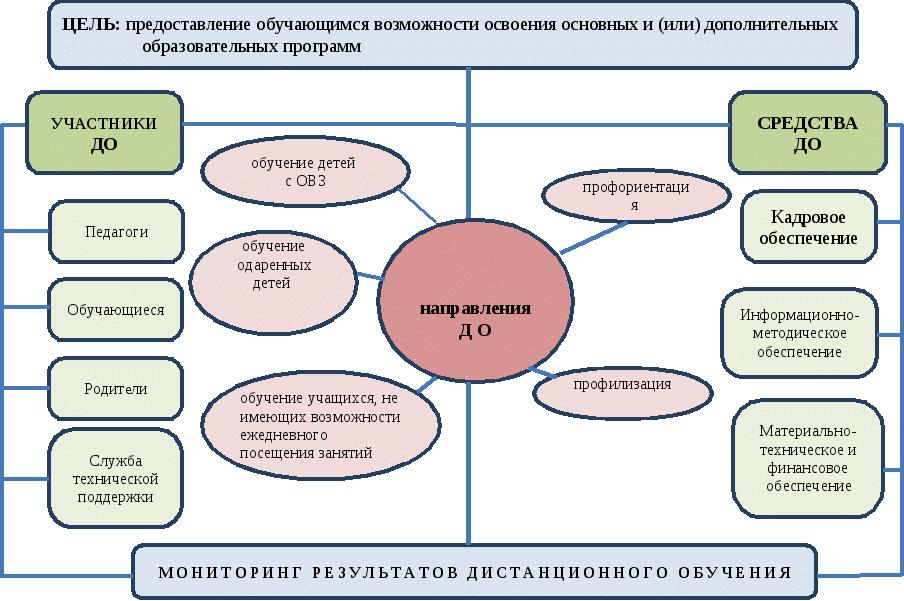 ЦЕЛЬ: предоставление обучающимся возможности освоения основных и (или) дополнительных
образовательных программ
УЧАСТНИКИ
ДО
СРЕДСТВА
ДО
обучение детей
с ОВЗ
профориентаци
я
Педагоги
обучение
одаренных
детей
Кадровое
обеспечение
Обучающиеся
направления
Д О
Информационно-
методическое
обеспечение
Родители
обучение учащихся, не
имеющих возможности
ежедневного
посещения занятий
профилизация
Служба
технической
поддержки
Материально-
техническое и
финансовое
обеспечение
МОНИТОРИНГ РЕЗУЛЬТАТОВ ДИСТАНЦИОННОГО ОБУЧЕНИЯ